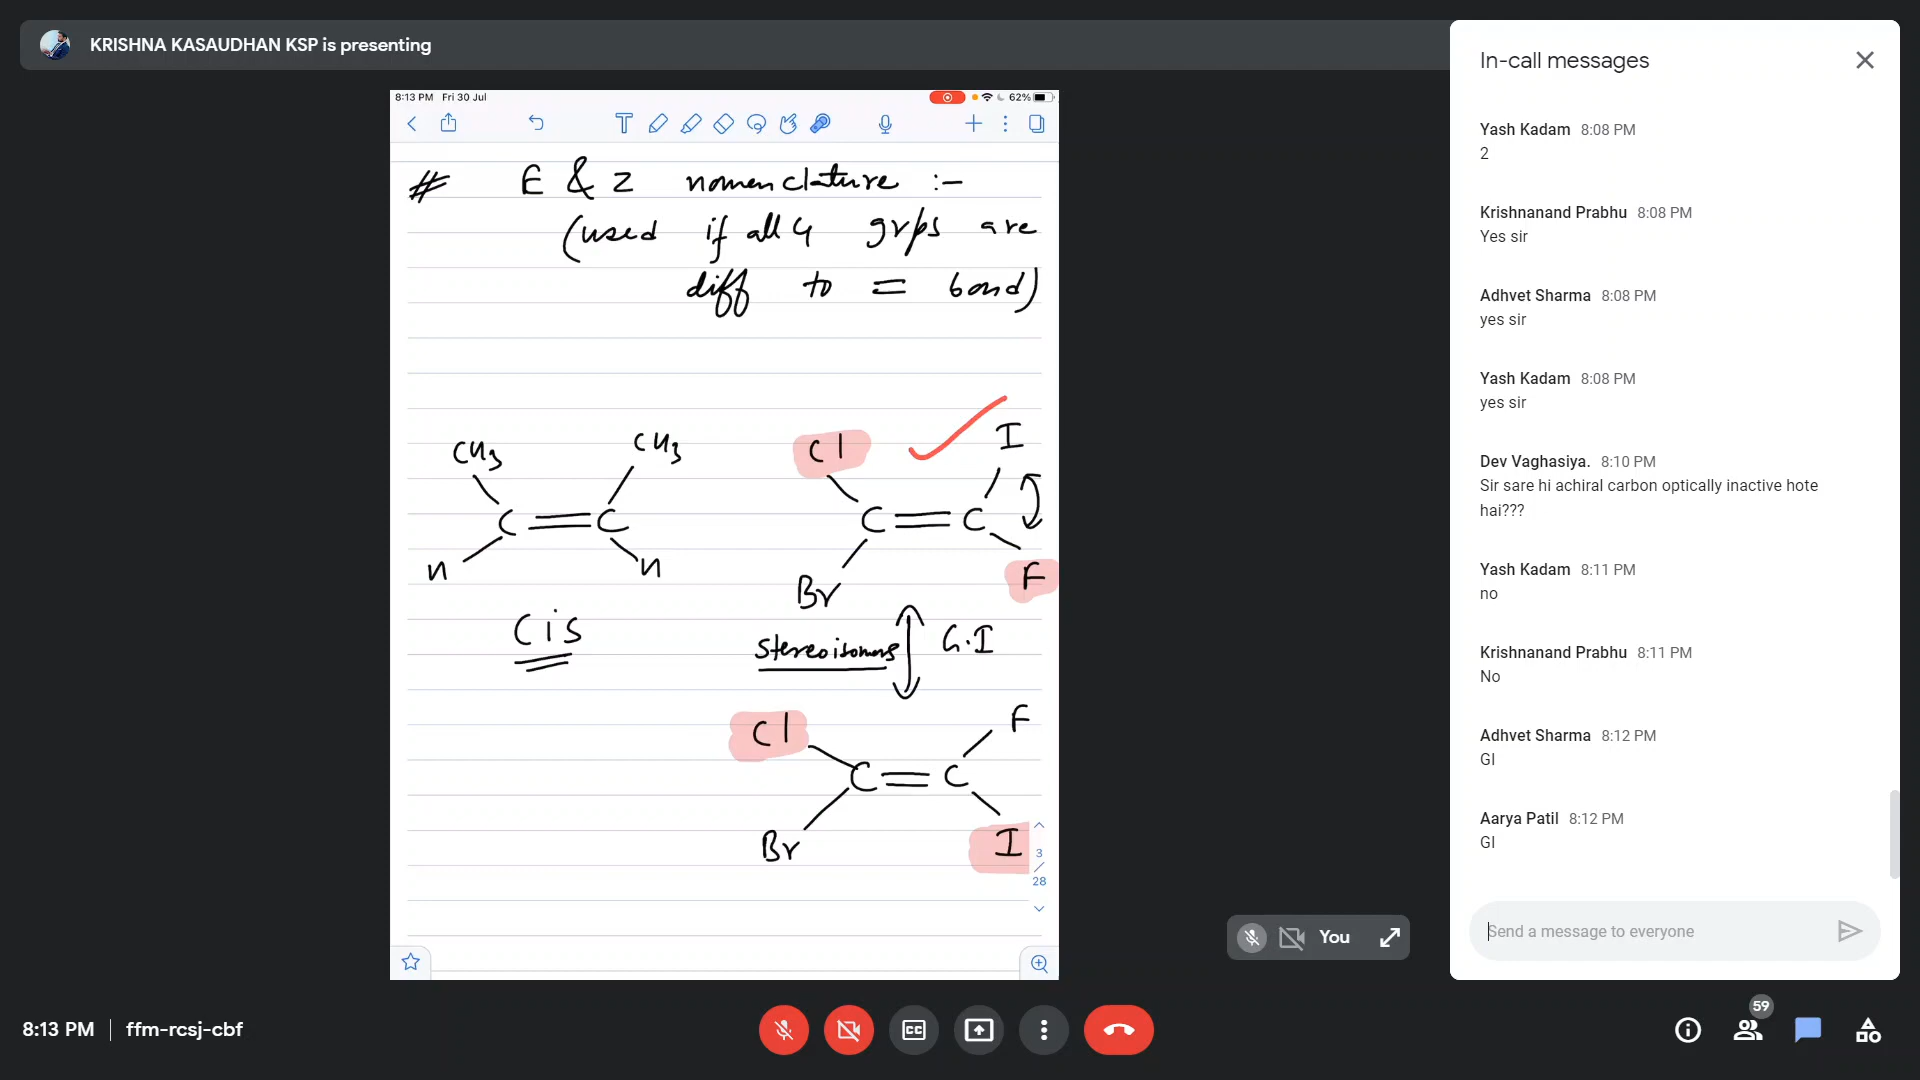 KRISHNA KASAUDHAN KSP is presenting
8:13 PM Fri 30 Jul
62%
# E & Z nomenclature :-
(used if all 4 grps are
diff to = bond)
CH3 CH3
C = C
H H
Cis
Cl I
C = C
Br F
Stereoisomers G.I
Cl F
C = C
Br I
3
28
In-call messages
Yash Kadam 8:08 PM
2
Krishnanand Prabhu 8:08 PM
Yes sir
Adhvet Sharma 8:08 PM
yes sir
Yash Kadam 8:08 PM
yes sir
Dev Vaghasiya. 8:10 PM
Sir sare hi achiral carbon optically inactive hote
hai???
Yash Kadam 8:11 PM
no
Krishnanand Prabhu 8:11 PM
No
Adhvet Sharma 8:12 PM
GI
Aarya Patil 8:12 PM
GI
Send a message to everyone
You
8:13 PM | ffm-rcsj-cbf
CC
59